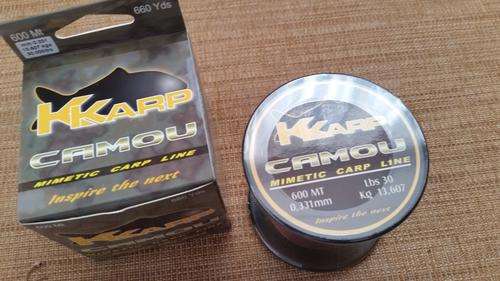 600 Mt 660 Yds
KKARP
CAMOU
MIMETIC CARP LINE
Inspire the next
KKARP
KKARP
CAMOU
MIMETIC CARP LINE
600 MT Lbs 30
0,331mm Kg 13,607
Inspire the next